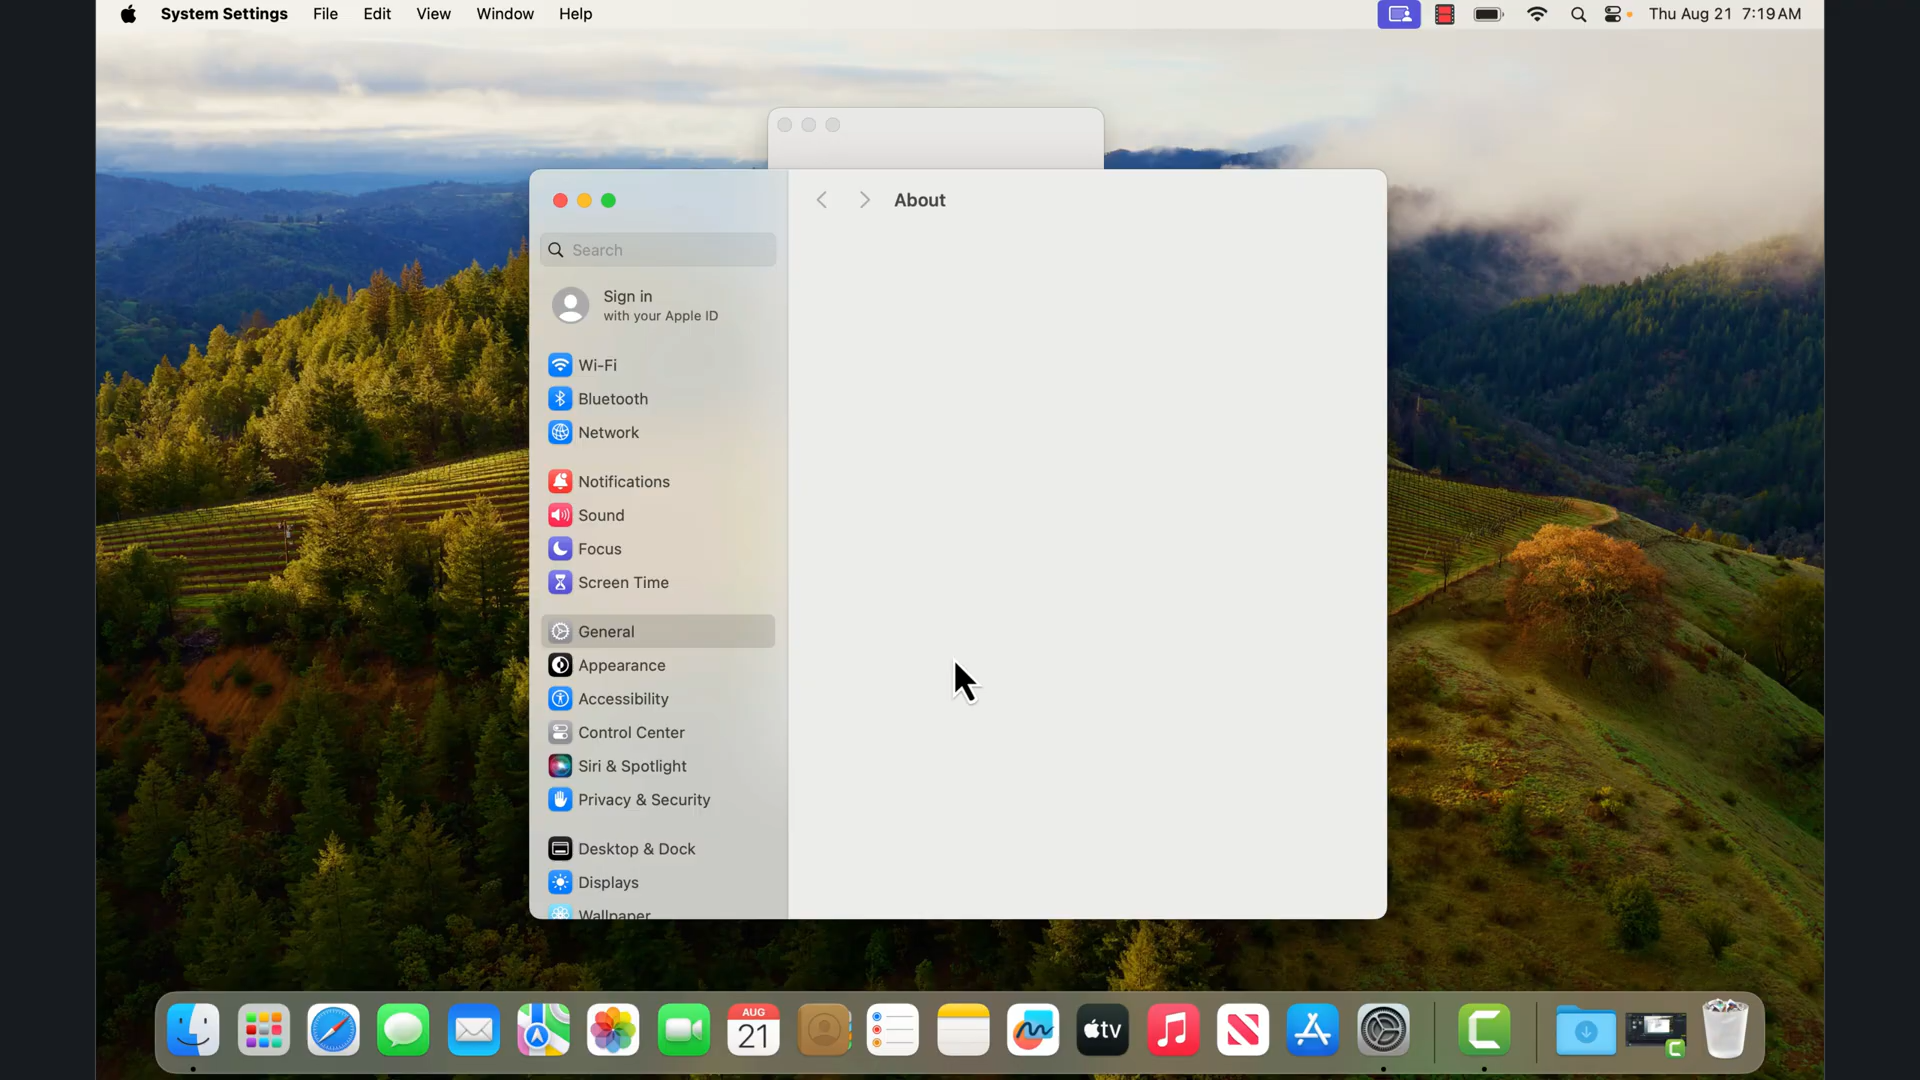 System Settings File Edit View Window Help Thu Aug 21 7:19 AM
About
Search
Sign in
with your Apple ID
Wi-Fi
Bluetooth
Network
Notifications
Sound
Focus
Screen Time
General
Appearance
Accessibility
Control Center
Siri & Spotlight
Privacy & Security
Desktop & Dock
Displays
Wallpaper
AUG
21
tv